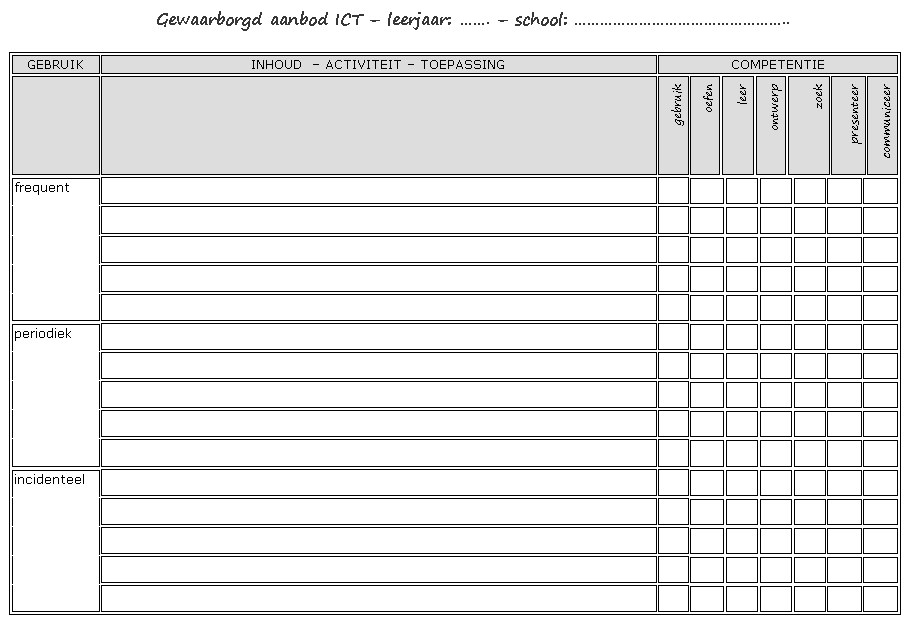 Gewaarborgd aanbod ICT – leerjaar: ……. – school: ……………………………………………..
GEBRUIK
INHOUD – ACTIVITEIT – TOEPASSING
COMPETENTIE
gebruik
oefen
leer
ontwerp
zoek
presenteer
communiceer
frequent
periodiek
incidenteel